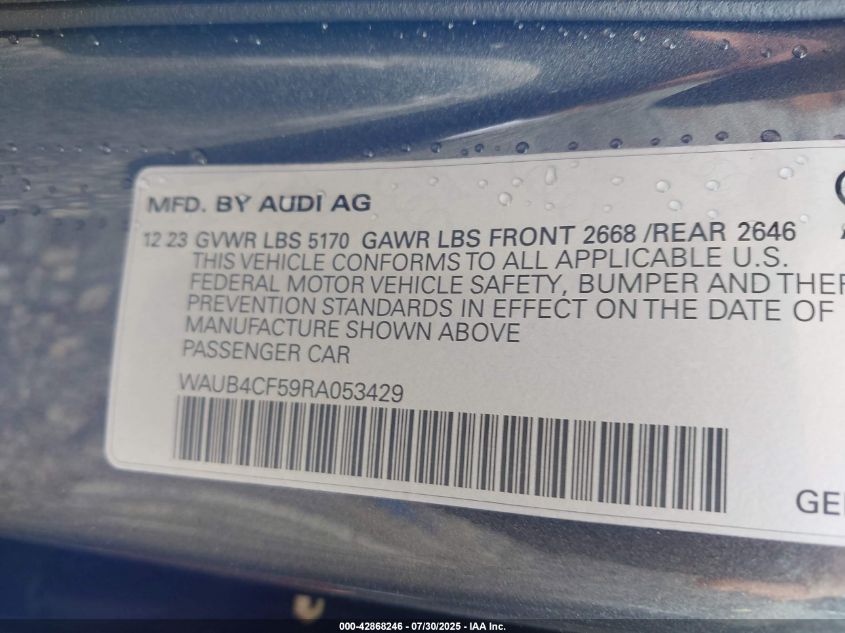 MFD. BY AUDI AG
12 23 GVWR LBS 5170 GAWR LBS FRONT 2668 /REAR 2646
THIS VEHICLE CONFORMS TO ALL APPLICABLE U.S.
FEDERAL MOTOR VEHICLE SAFETY, BUMPER AND THEF
PREVENTION STANDARDS IN EFFECT ON THE DATE OF
MANUFACTURE SHOWN ABOVE
PASSENGER CAR
WAUB4CF59RA053429
GE
000-42868246 - 07/30/2025 - IAA Inc.